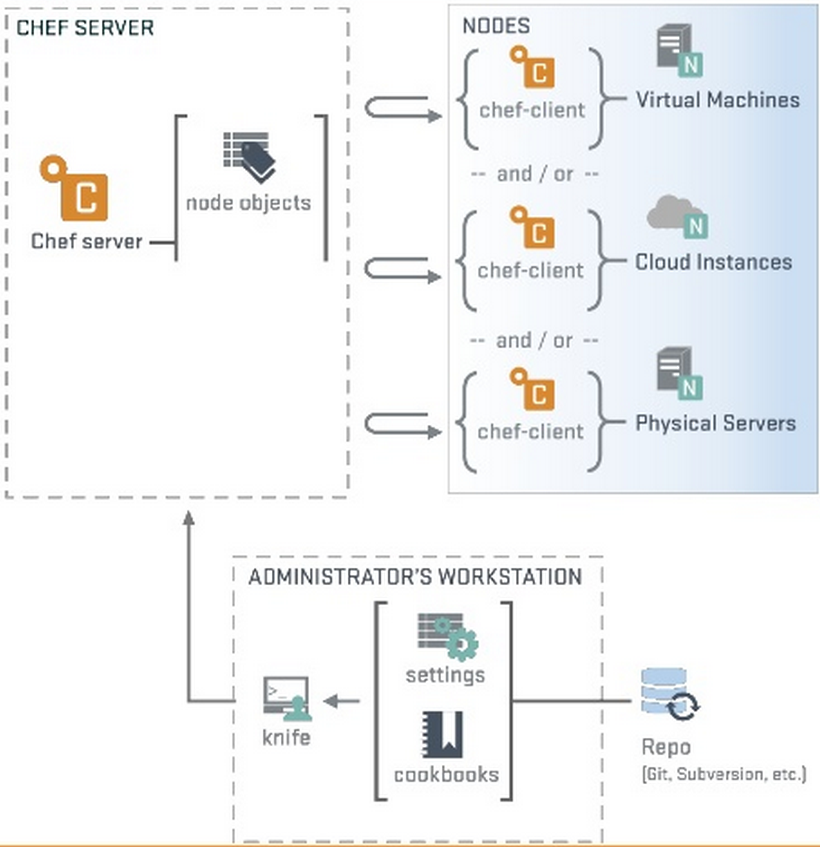 CHEF SERVER
C
Chef server
node objects
NODES
C
chef-client
N
Virtual Machines
-- and / or --
C
chef-client
N
Cloud Instances
-- and / or --
C
chef-client
N
Physical Servers
ADMINISTRATOR'S WORKSTATION
>_
knife
settings
cookbooks
Repo
(Git, Subversion, etc.)